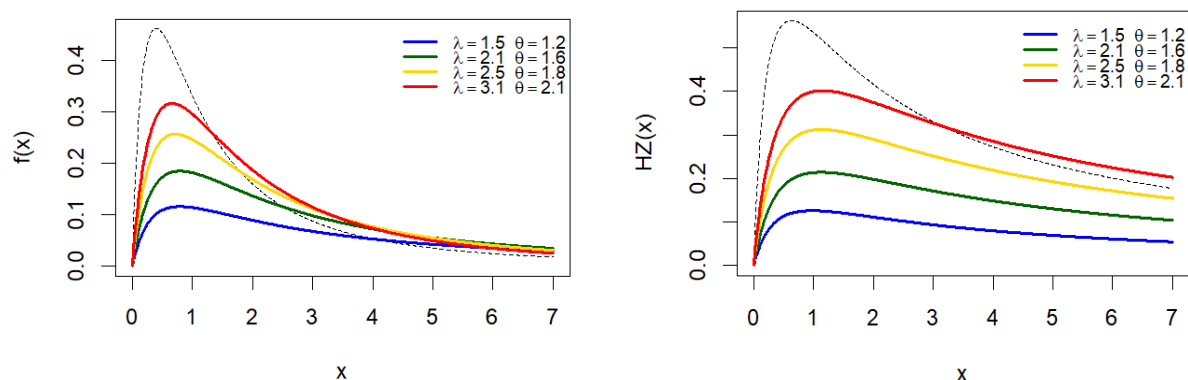 f(x)
0.0 0.1 0.2 0.3 0.4
λ = 1.5 θ = 1.2
λ = 2.1 θ = 1.6
λ = 2.5 θ = 1.8
λ = 3.1 θ = 2.1
0 1 2 3 4 5 6 7
x
HZ(x)
0.0 0.2 0.4
λ = 1.5 θ = 1.2
λ = 2.1 θ = 1.6
λ = 2.5 θ = 1.8
λ = 3.1 θ = 2.1
0 1 2 3 4 5 6 7
x